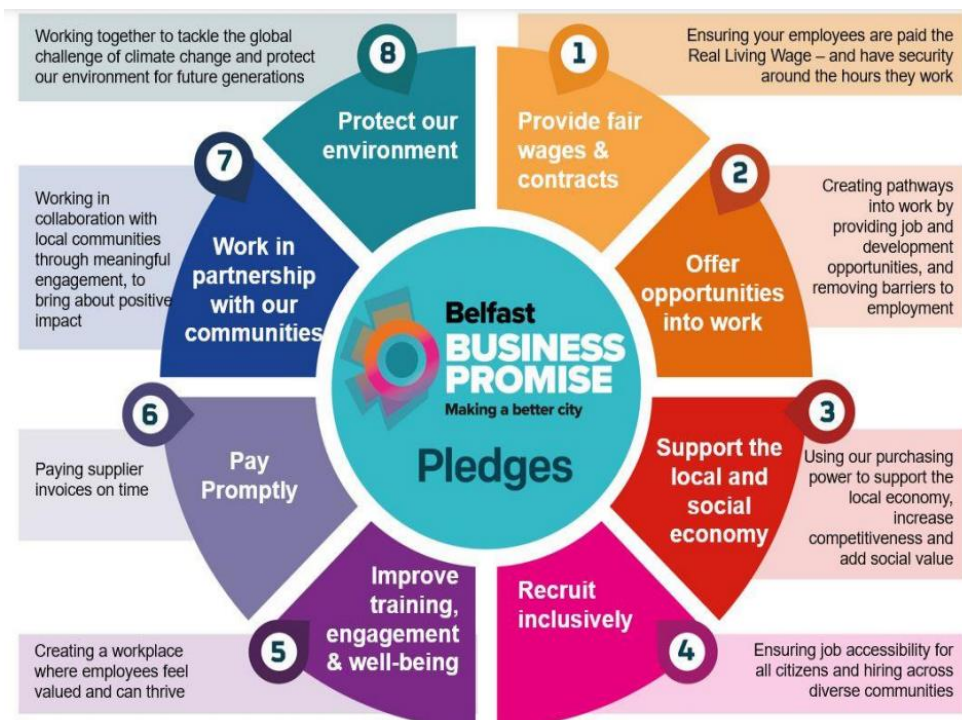 Belfast
BUSINESS
PROMISE
Making a better city
Pledges
1
Provide fair
wages &
contracts
Ensuring your employees are paid the
Real Living Wage – and have security
around the hours they work
2
Offer
opportunities
into work
Creating pathways
into work by
providing job and
development
opportunities, and
removing barriers to
employment
3
Support the
local and
social
economy
Using our purchasing
power to support the
local economy,
increase
competitiveness and
add social value
4
Recruit
inclusively
Ensuring job accessibility for
all citizens and hiring across
diverse communities
5
Improve
training,
engagement
& well-being
Creating a workplace
where employees feel
valued and can thrive
6
Pay
Promptly
Paying supplier
invoices on time
7
Work in
partnership
with our
communities
Working in
collaboration with
local communities
through meaningful
engagement, to
bring about positive
impact
8
Protect our
environment
Working together to tackle the global
challenge of climate change and protect
our environment for future generations